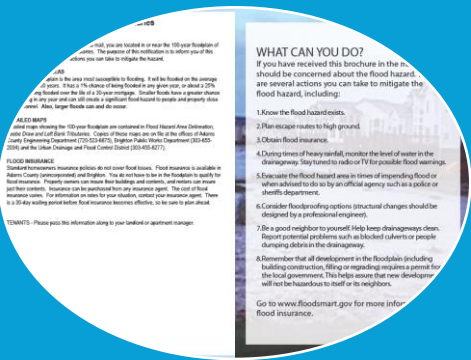 mail, you are located in or near the 100-year floodplain of
The purpose of this notification is to inform you of this
actions you can take to mitigate the hazard.
is the area most susceptible to flooding. It will be flooded on the average
years. It has a 1% chance of being flooded in any given year, or about a 25%
being flooded over the life of a 30-year mortgage. Smaller floods have a greater chance
in any year and can still create a significant flood hazard to people and property close
Also, larger floods can and do occur.
DETAILED MAPS
maps showing the 100-year floodplain are contained in Flood Hazard Area Delineation,
Drive and Left Bank Tributaries. Copies of these maps are on file at the offices of Adams
County Engineering Department (720-523-6875), Brighton Public Works Department (303-655-
2034) and the Urban Drainage and Flood Control District (303-455-6277).
FLOOD INSURANCE
Standard homeowners insurance policies do not cover flood losses. Flood insurance is available in
Adams County (unincorporated) and Brighton. You do not have to be in the floodplain to qualify for
flood insurance. Property owners can insure their buildings and contents, and renters can insure
just their contents. Insurance can be purchased from any insurance agent. The cost of flood
insurance varies. For information on rates for your situation, contact your insurance agent. There
is a 30-day waiting period before flood insurance becomes effective, so be sure to plan ahead.
TENANTS - Please pass this information along to your landlord or apartment manager.
WHAT CAN YOU DO?
If you have received this brochure in the m
should be concerned about the flood hazard.
are several actions you can take to mitigate the
flood hazard, including:
1.Know the flood hazard exists.
2.Plan escape routes to high ground.
3.Obtain flood insurance.
4.During times of heavy rainfall, monitor the level of water in the
drainageway. Stay tuned to radio or TV for possible flood warnings.
5.Evacuate the flood hazard area in times of impending flood or
when advised to do so by an official agency such as a police or
sheriff's department.
6.Consider floodproofing options (structural changes should be
designed by a professional engineer).
7.Be a good neighbor to yourself. Help keep drainageways clean.
Report potential problems such as blocked culverts or people
dumping debris in the drainageway.
8.Remember that all development in the floodplain (including
building construction, filling or regrading) requires a permit from
the local government. This helps assure that new developmen
will not be hazardous to itself or its neighbors.
Go to www.floodsmart.gov for more infor
flood insurance.